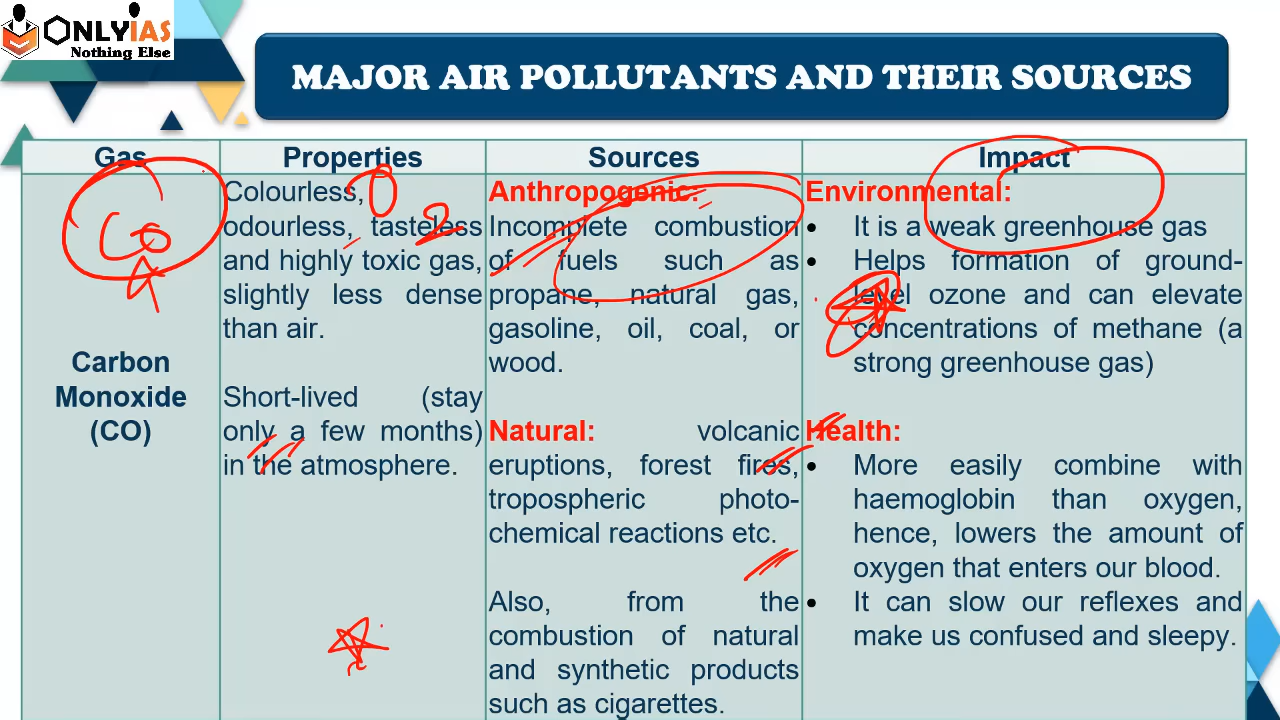 ONLYIAS
Nothing Else
MAJOR AIR POLLUTANTS AND THEIR SOURCES
Gas
Properties
Sources
Impact
CO
Carbon
Monoxide
(CO)
Colourless,
odourless, tasteless
and highly toxic gas,
slightly less dense
than air.
Short-lived (stay
only a few months)
in the atmosphere.
O
2
Anthropogenic:
Incomplete combustion
of fuels such as
propane, natural gas,
gasoline, oil, coal, or
wood.
Natural: volcanic
eruptions, forest fires,
tropospheric photo-
chemical reactions etc.
Also, from the
combustion of natural
and synthetic products
such as cigarettes.
Environmental:
• It is a weak greenhouse gas
• Helps formation of ground-
level ozone and can elevate
concentrations of methane (a
strong greenhouse gas)
Health:
• More easily combine with
haemoglobin than oxygen,
hence, lowers the amount of
oxygen that enters our blood.
• It can slow our reflexes and
make us confused and sleepy.